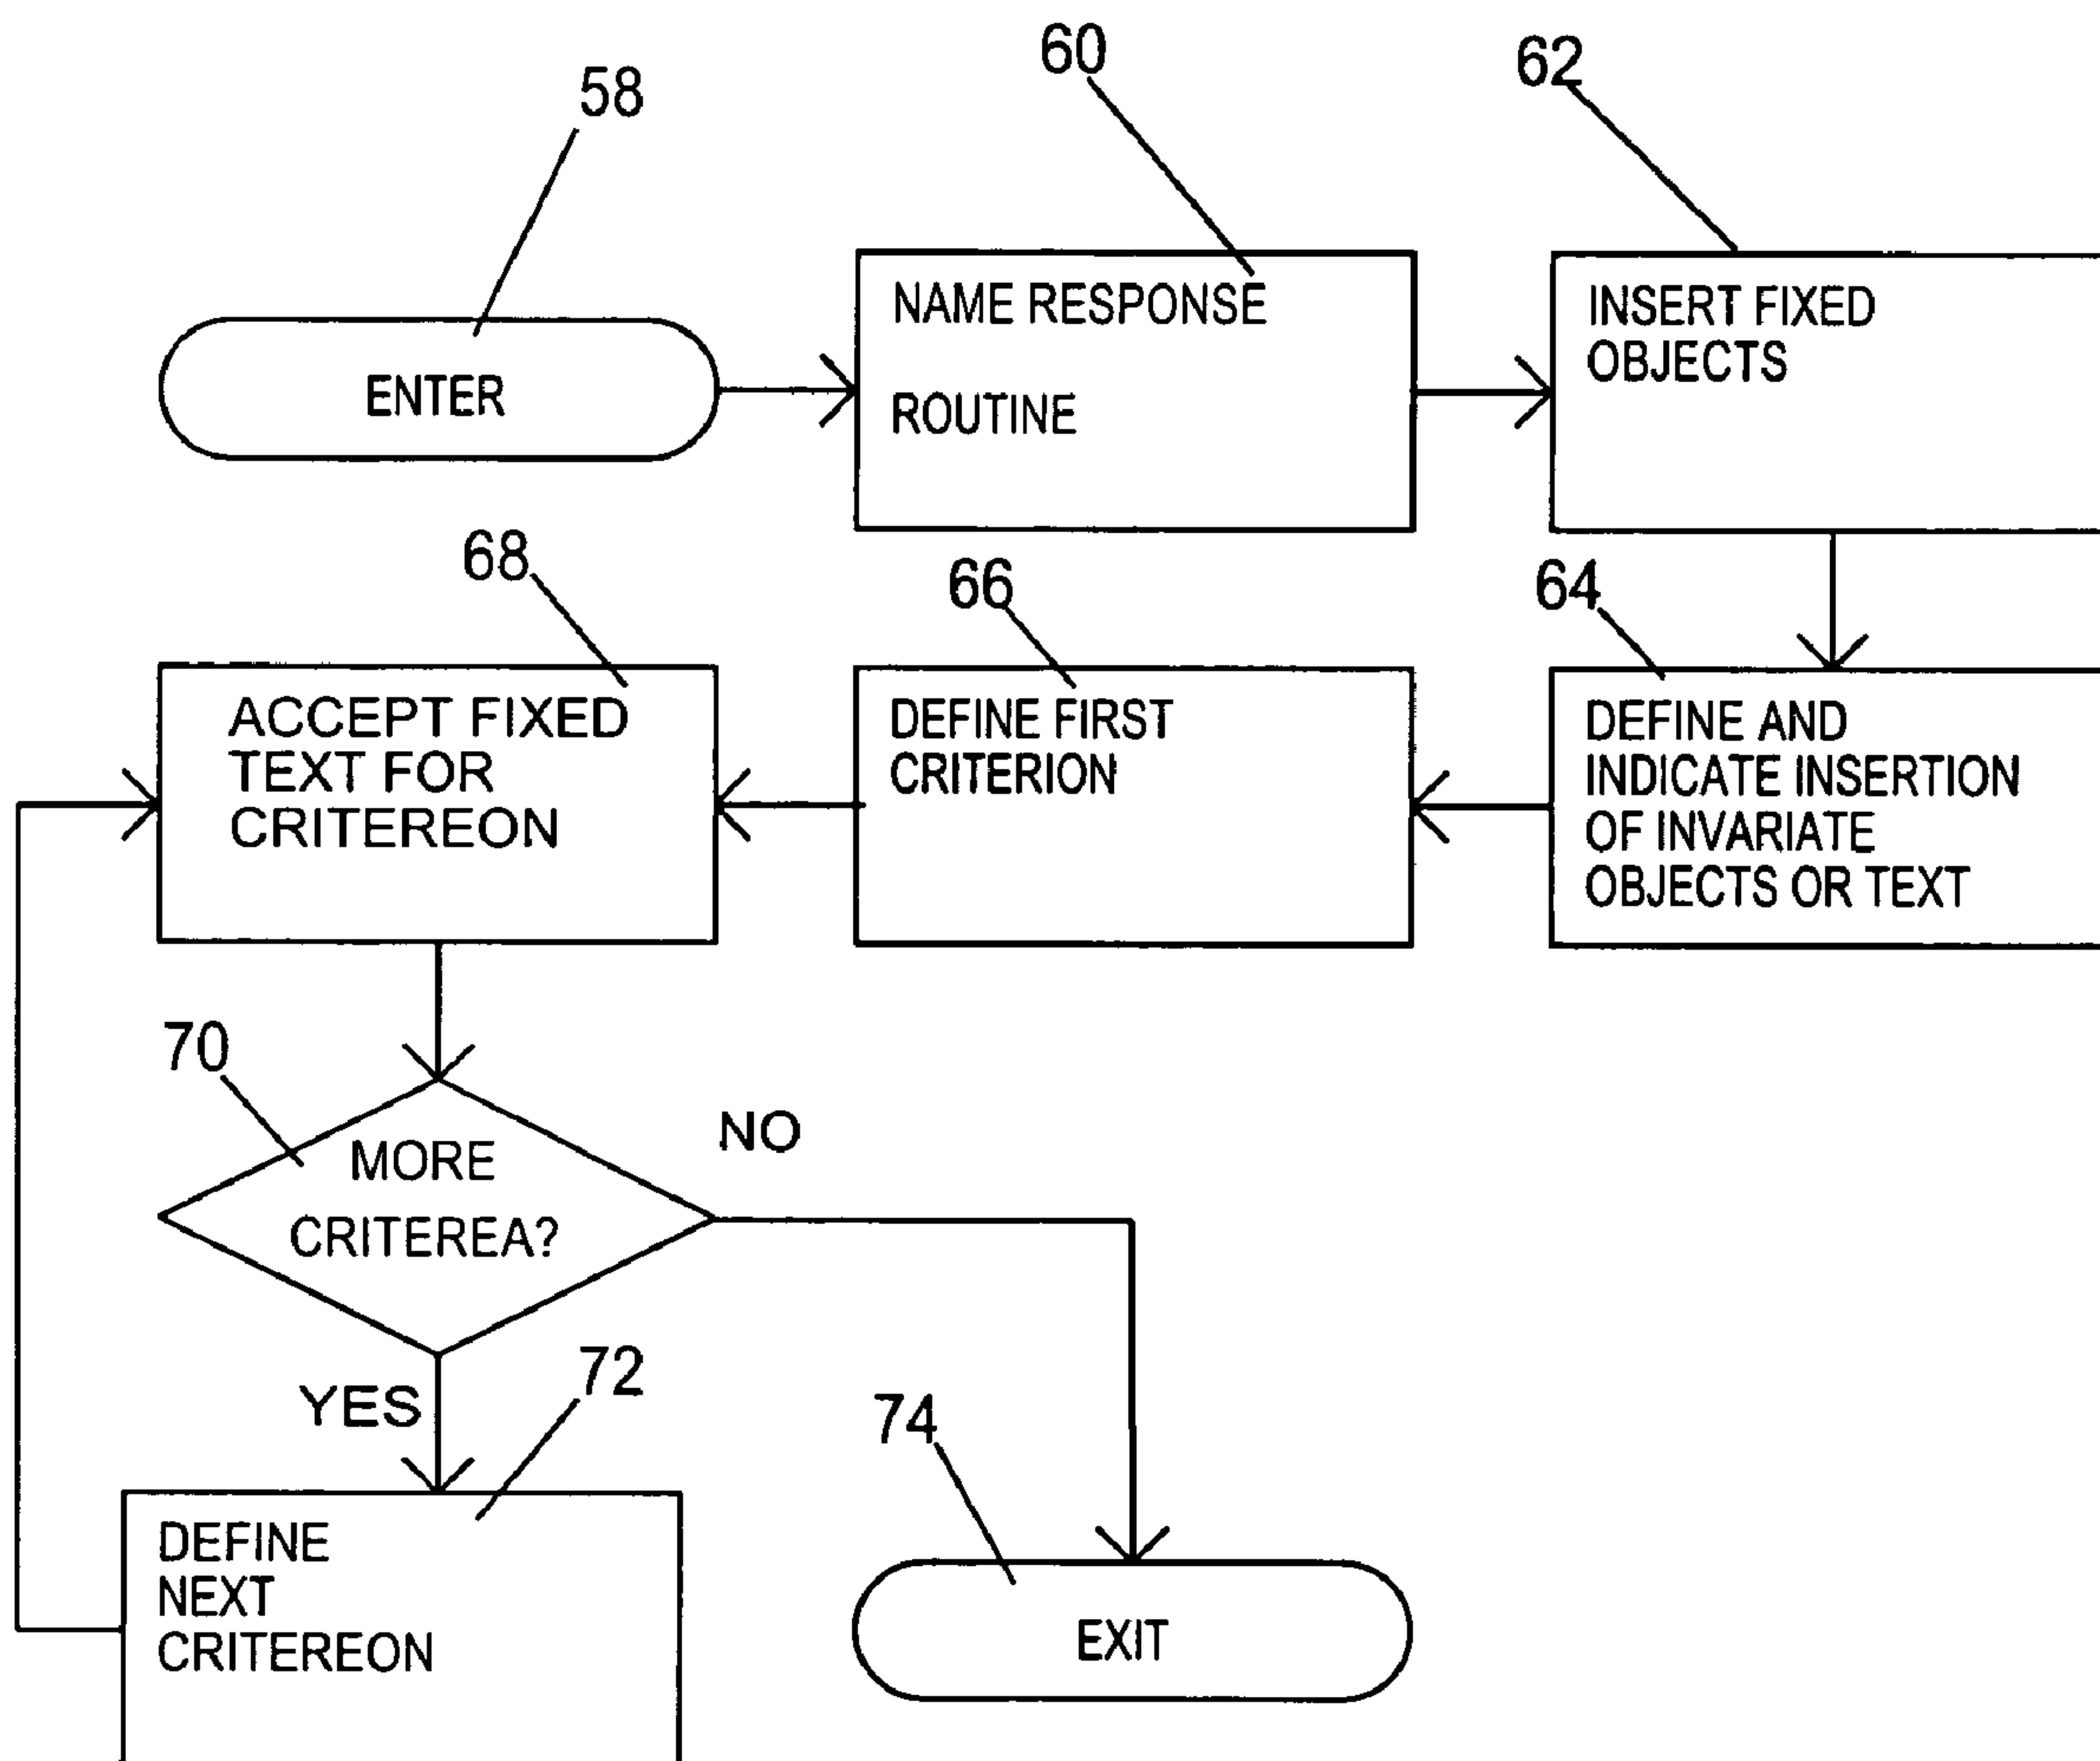 58
60
62
ENTER
NAME RESPONSE
ROUTINE
INSERT FIXED
OBJECTS
68
66
64
ACCEPT FIXED
TEXT FOR
CRITEREON
DEFINE FIRST
CRITERION
DEFINE AND
INDICATE INSERTION
OF INVARIATE
OBJECTS OR TEXT
70
MORE
CRITEREA?
NO
YES
72
74
DEFINE
NEXT
CRITEREON
EXIT